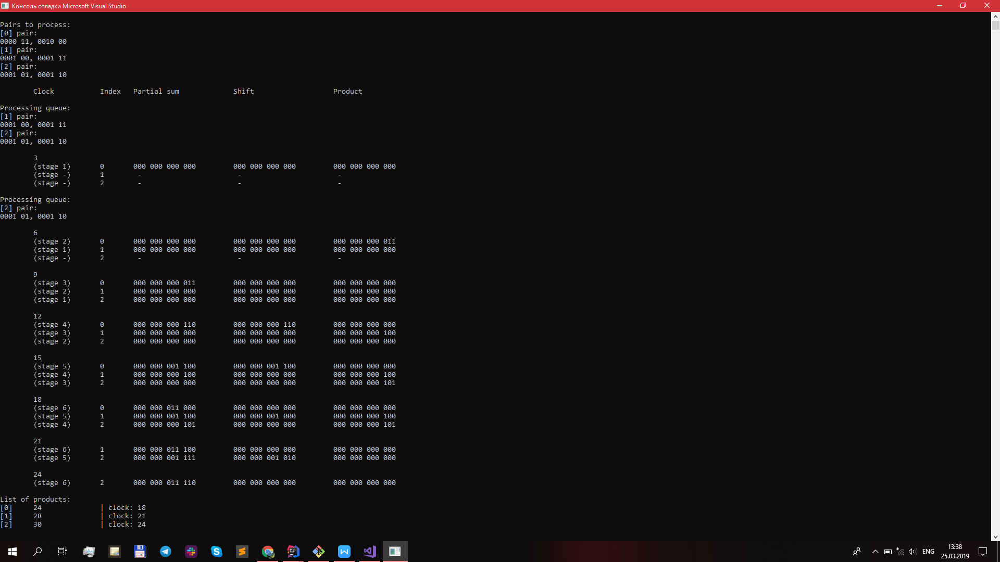 Консоль отладки Microsoft Visual Studio
Pairs to process:
[0] pair:
0000 11, 0010 00
[1] pair:
0001 00, 0001 11
[2] pair:
0001 01, 0001 10
Clock Index Partial sum Shift Product
Processing queue:
[1] pair:
0001 00, 0001 11
[2] pair:
0001 01, 0001 10
3
(stage 1) 0 000 000 000 000 000 000 000 000 000 000 000 000
(stage -) 1 - - -
(stage -) 2 - - -
Processing queue:
[2] pair:
0001 01, 0001 10
6
(stage 2) 0 000 000 000 000 000 000 000 000 000 000 000 011
(stage 1) 1 000 000 000 000 000 000 000 000 000 000 000 000
(stage -) 2 - - -
9
(stage 3) 0 000 000 000 011 000 000 000 000 000 000 000 000
(stage 2) 1 000 000 000 000 000 000 000 000 000 000 000 000
(stage 1) 2 000 000 000 000 000 000 000 000 000 000 000 000
12
(stage 4) 0 000 000 000 110 000 000 000 110 000 000 000 000
(stage 3) 1 000 000 000 000 000 000 000 000 000 000 000 100
(stage 2) 2 000 000 000 000 000 000 000 000 000 000 000 000
15
(stage 5) 0 000 000 001 100 000 000 001 100 000 000 000 000
(stage 4) 1 000 000 000 100 000 000 000 000 000 000 000 100
(stage 3) 2 000 000 000 000 000 000 000 000 000 000 000 101
18
(stage 6) 0 000 000 011 000 000 000 000 000 000 000 000 000
(stage 5) 1 000 000 001 100 000 000 001 000 000 000 000 100
(stage 4) 2 000 000 000 101 000 000 000 000 000 000 000 101
21
(stage 6) 1 000 000 011 100 000 000 000 000 000 000 000 000
(stage 5) 2 000 000 001 111 000 000 001 010 000 000 000 000
24
(stage 6) 2 000 000 011 110 000 000 000 000 000 000 000 000
List of products:
[0] 24 | clock: 18
[1] 28 | clock: 21
[2] 30 | clock: 24
ENG
13:38
25.03.2019